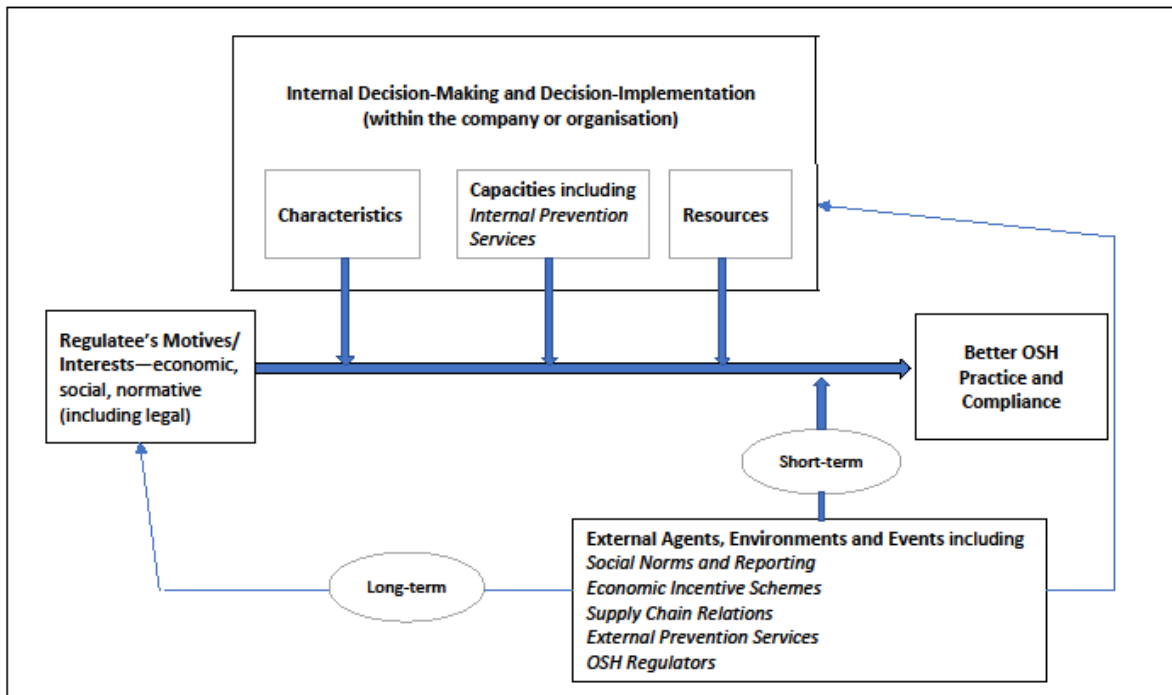 Internal Decision-Making and Decision-Implementation
(within the company or organisation)
Characteristics
Capacities including
Internal Prevention
Services
Resources
Regulatee's Motives/
Interests—economic,
social, normative
(including legal)
Better OSH
Practice and
Compliance
Short-term
Long-term
External Agents, Environments and Events including
Social Norms and Reporting
Economic Incentive Schemes
Supply Chain Relations
External Prevention Services
OSH Regulators